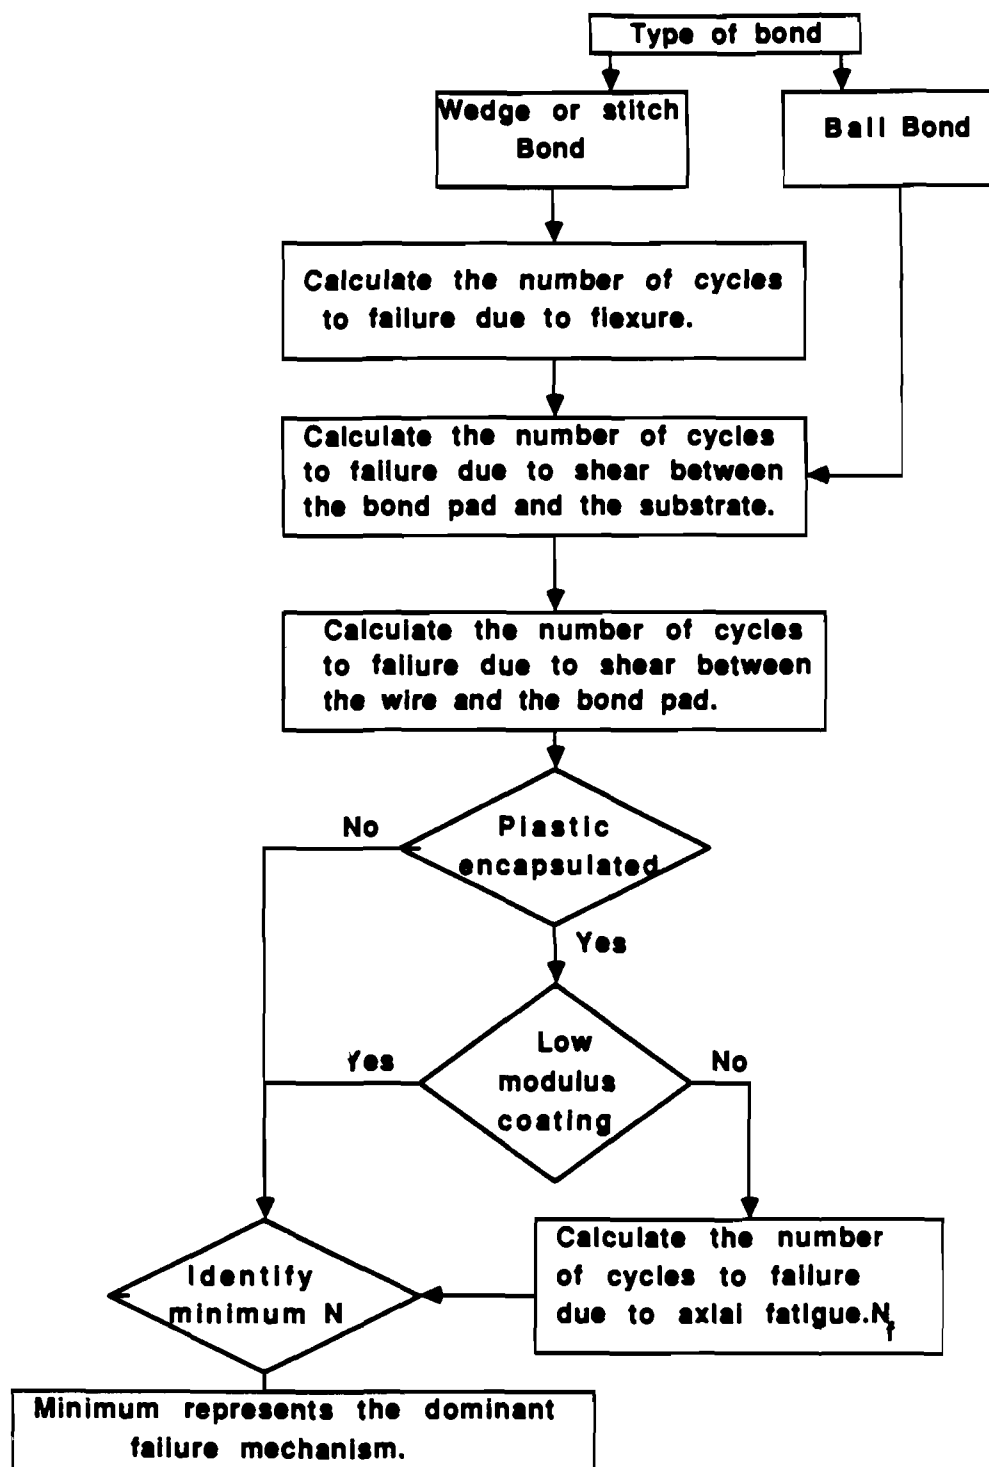 Type of bond
Wedge or stitch
Bond
Ball Bond
Calculate the number of cycles
to failure due to flexure.
Calculate the number of cycles
to failure due to shear between
the bond pad and the substrate.
Calculate the number of cycles
to failure due to shear between
the wire and the bond pad.
No
Plastic
encapsulated
Yes
Yes
Low
modulus
coating
No
Identify
minimum N
Calculate the number
of cycles to failure
due to axial fatigue.N_f
Minimum represents the dominant
failure mechanism.